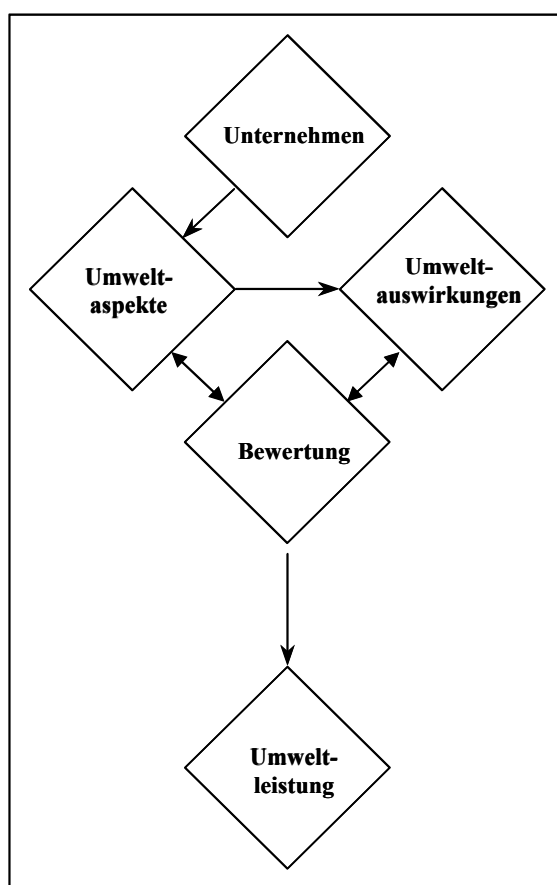 Unternehmen
Umwelt-
aspekte
Umwelt-
auswirkungen
Bewertung
Umwelt-
leistung